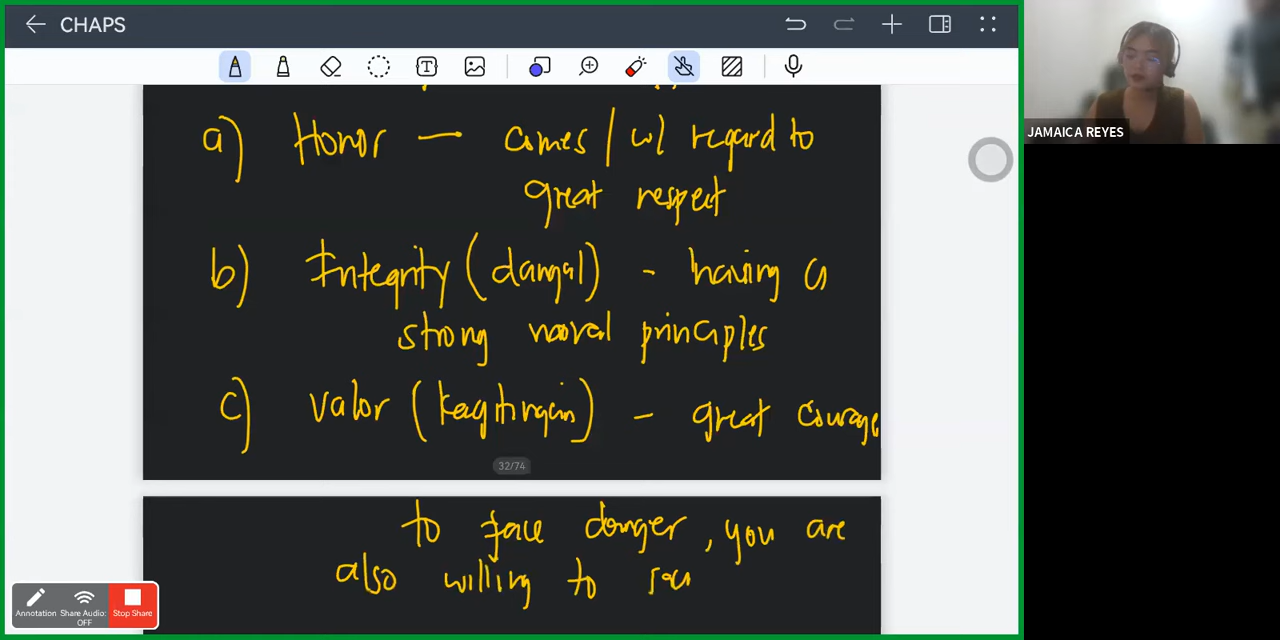 CHAPS
a) Honor — comes / w/ regard to
great respect
JAMAICA REYES
b) Integrity (dangal) - having a
strong moral principles
c) valor (kagitingan) - great courage
32/74
to face danger, you are
also willing to
Annotation Share Audio: OFF Stop Share